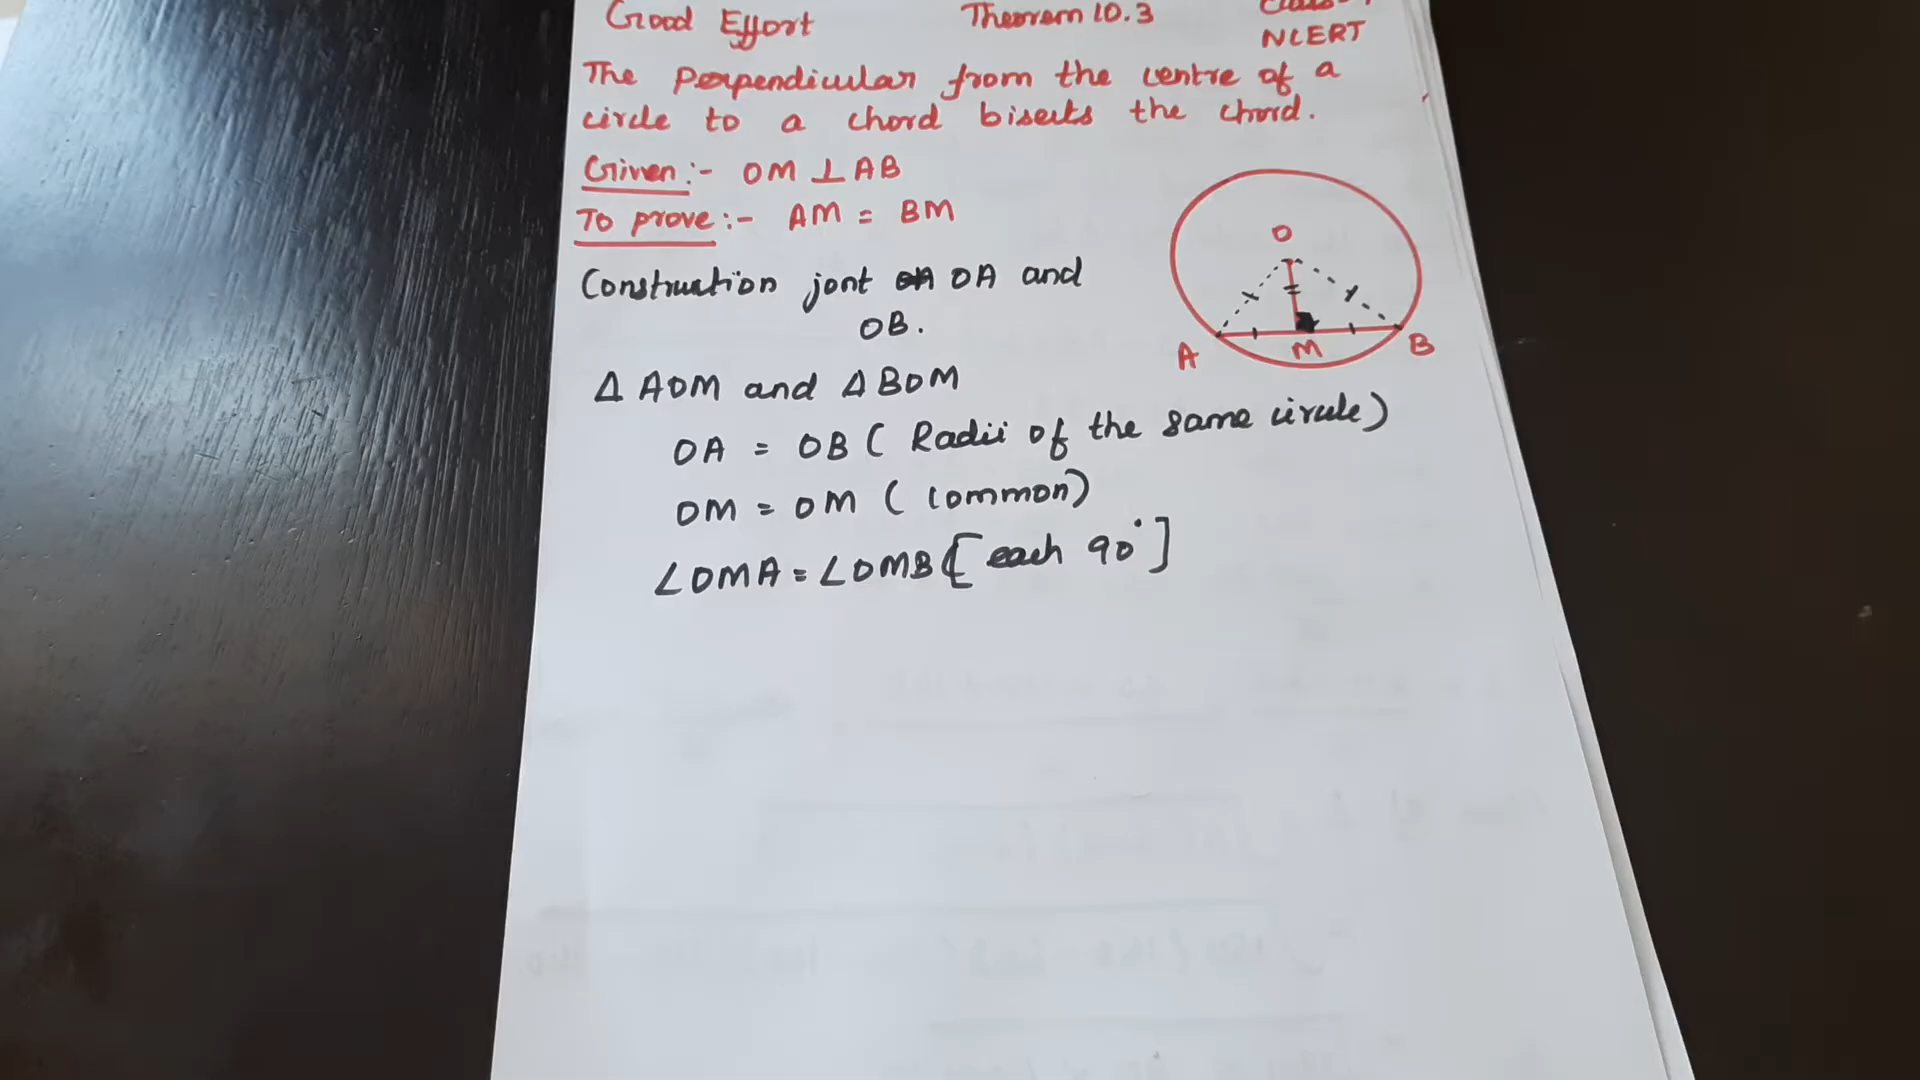 Good Effort Theorem 10.3
NCERT
The perpendicular from the centre of a
circle to a chord bisects the chord.
Given :- OM ⊥ AB
To prove :- AM = BM
Construction jont OA and
OB.
O
A M B
Δ AOM and Δ BOM
OA = OB ( Radii of the same circule)
OM = OM ( common)
∠OMA = ∠OMB [ each 90° ]